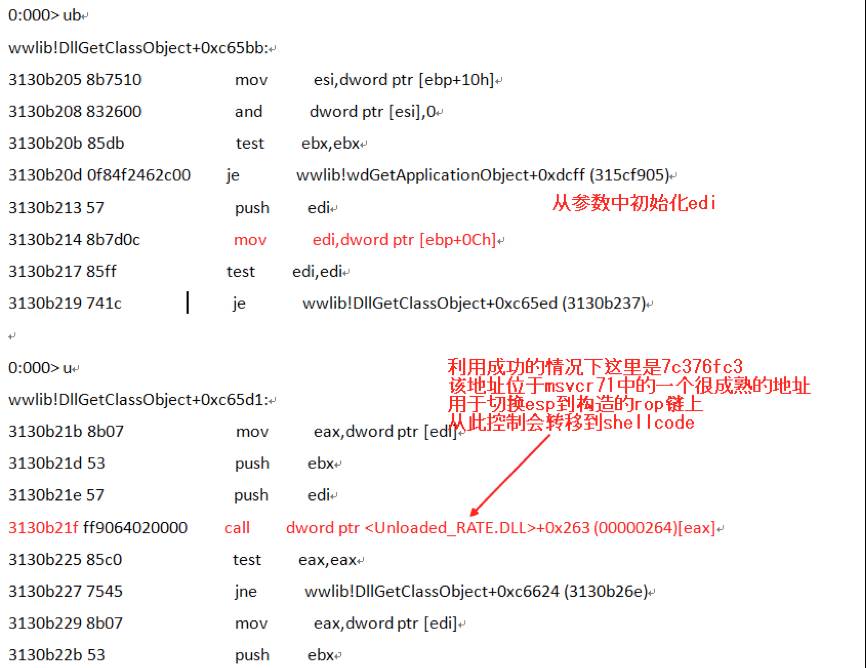 0:000> ub↵
wwlib!DllGetClassObject+0xc65bb:↵
3130b205 8b7510 mov esi,dword ptr [ebp+10h]↵
3130b208 832600 and dword ptr [esi],0↵
3130b20b 85db test ebx,ebx↵
3130b20d 0f84f2462c00 je wwlib!wdGetApplicationObject+0xdcff (315cf905)↵
3130b213 57 push edi↵
从参数中初始化edi
3130b214 8b7d0c mov edi,dword ptr [ebp+0Ch]↵
3130b217 85ff test edi,edi↵
3130b219 741c je wwlib!DllGetClassObject+0xc65ed (3130b237)↵
↵
0:000> u↵
利用成功的情况下这里是7c376fc3
该地址位于msvcr71中的一个很成熟的地址
用于切换esp到构造的rop链上
从此控制会转移到shellcode
wwlib!DllGetClassObject+0xc65d1:↵
3130b21b 8b07 mov eax,dword ptr [edi]↵
3130b21d 53 push ebx↵
3130b21e 57 push edi↵
3130b21f ff9064020000 call dword ptr <Unloaded_RATE.DLL>+0x263 (00000264)[eax]↵
3130b225 85c0 test eax,eax↵
3130b227 7545 jne wwlib!DllGetClassObject+0xc6624 (3130b26e)↵
3130b229 8b07 mov eax,dword ptr [edi]↵
3130b22b 53 push ebx↵